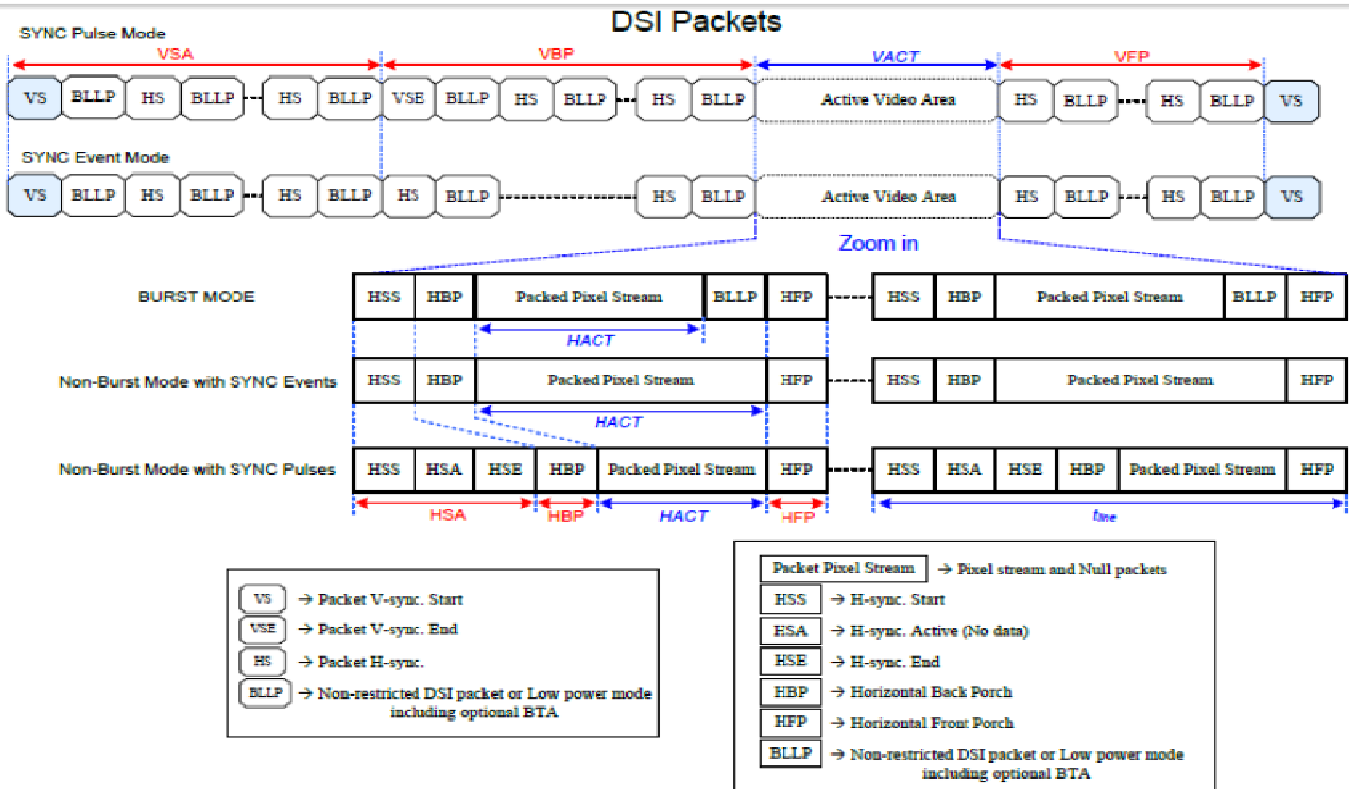 DSI Packets
SYNC Pulse Mode
VSA VBP VACT VFP
VS BLLP HS BLLP HS BLLP VSE BLLP HS BLLP HS BLLP Active Video Area HS BLLP HS BLLP VS
SYNC Event Mode
VS BLLP HS BLLP HS BLLP HS BLLP HS BLLP Active Video Area HS BLLP HS BLLP VS
Zoom in
BURST MODE HSS HBP Packed Pixel Stream BLLP HFP HSS HBP Packed Pixel Stream BLLP HFP
HACT
Non-Burst Mode with SYNC Events HSS HBP Packed Pixel Stream HFP HSS HBP Packed Pixel Stream HFP
HACT
Non-Burst Mode with SYNC Pulses HSS HSA HSE HBP Packed Pixel Stream HFP HSS HSA HSE HBP Packed Pixel Stream HFP
HSA HBP HACT HFP tline
VS → Packet V-sync. Start
VSE → Packet V-sync. End
HS → Packet H-sync.
BLLP → Non-restricted DSI packet or Low power mode
including optional BTA
Packet Pixel Stream → Pixel stream and Null packets
HSS → H-sync. Start
HSA → H-sync. Active (No data)
HSE → H-sync. End
HBP → Horizontal Back Porch
HFP → Horizontal Front Porch
BLLP → Non-restricted DSI packet or Low power mode
including optional BTA